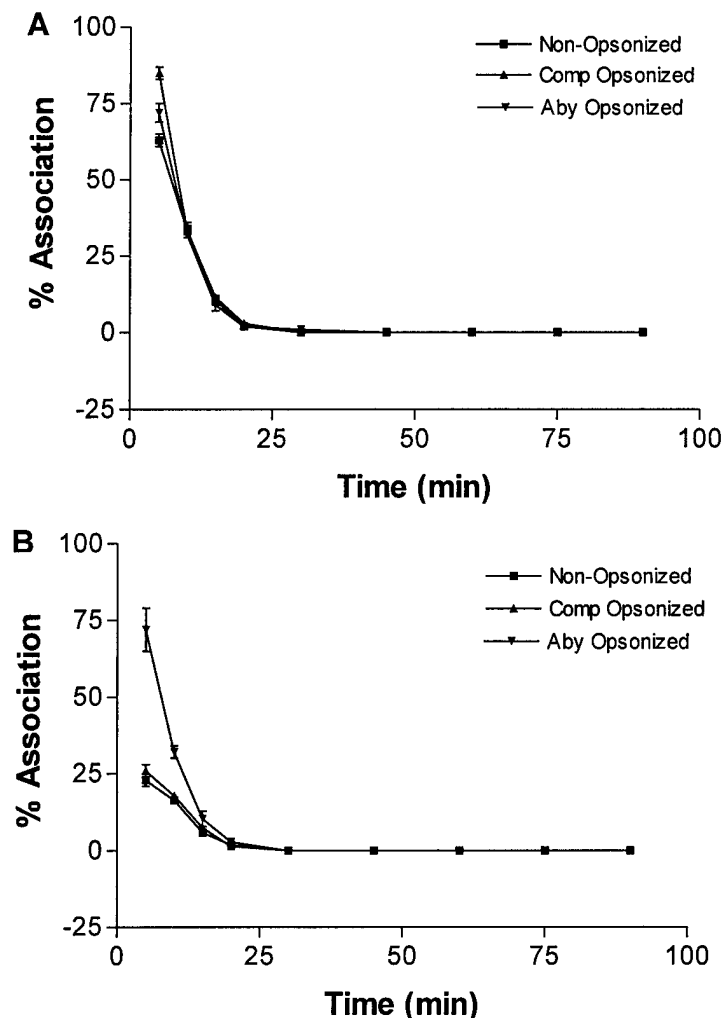 A
100
75
50
25
0
-25
% Association
Non-Opsonized
Comp Opsonized
Aby Opsonized
0 25 50 75 100
Time (min)
B
100
75
50
25
0
-25
% Association
Non-Opsonized
Comp Opsonized
Aby Opsonized
0 25 50 75 100
Time (min)